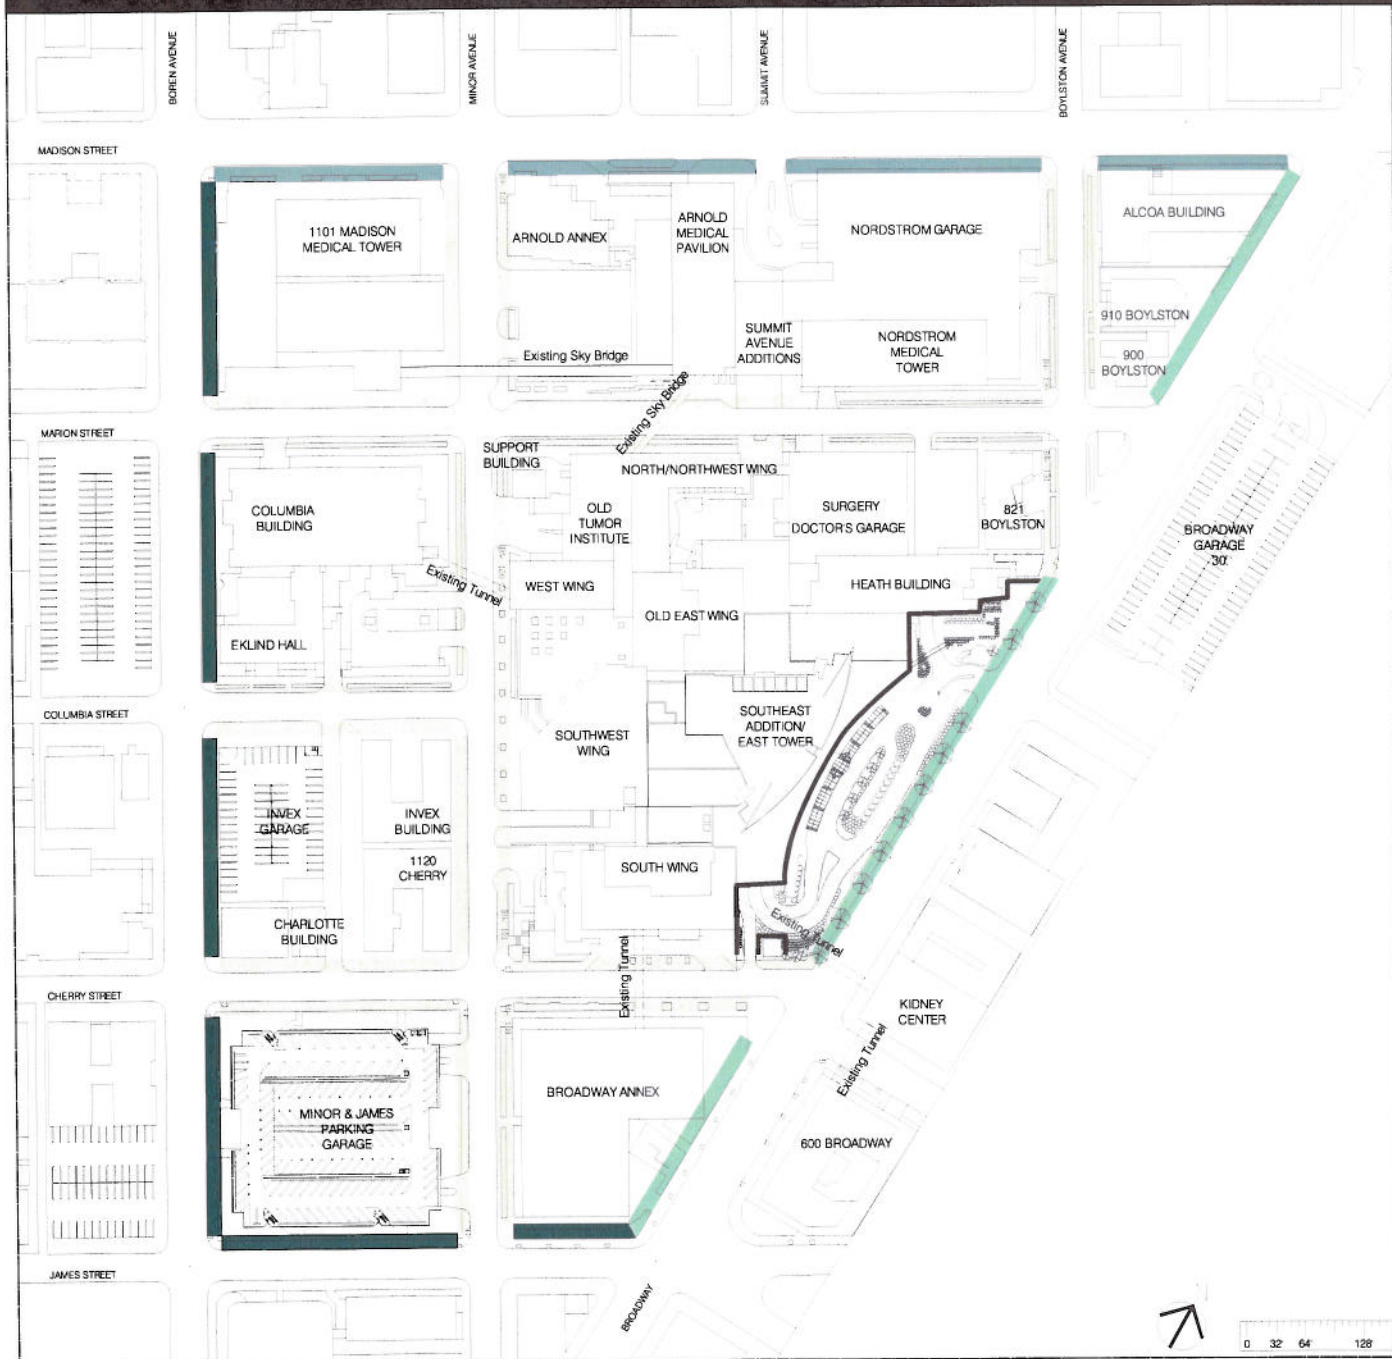 BOREN AVENUE
MINOR AVENUE
SUMMIT AVENUE
BOYLSTON AVENUE
MADISON STREET
1101 MADISON
MEDICAL TOWER
ARNOLD ANNEX
ARNOLD
MEDICAL
PAVILION
NORDSTROM GARAGE
ALCOA BUILDING
910 BOYLSTON
900
BOYLSTON
SUMMIT
AVENUE
ADDITIONS
NORDSTROM
MEDICAL
TOWER
Existing Sky Bridge
Existing Sky Bridge
MARION STREET
SUPPORT
BUILDING
NORTH/NORTHWEST WING
COLUMBIA
BUILDING
OLD
TUMOR
INSTITUTE
SURGERY
DOCTOR'S GARAGE
821
BOYLSTON
BROADWAY
GARAGE
30'
Existing Tunnel
WEST WING
HEATH BUILDING
OLD EAST WING
EKLIND HALL
COLUMBIA STREET
SOUTHWEST
WING
SOUTHEAST
ADDITION/
EAST TOWER
INVEX
GARAGE
INVEX
BUILDING
1120
CHERRY
SOUTH WING
CHARLOTTE
BUILDING
Existing Tunnel
Existing Tunnel
CHERRY STREET
KIDNEY
CENTER
Existing Tunnel
MINOR & JAMES
PARKING
GARAGE
BROADWAY ANNEX
600 BROADWAY
JAMES STREET
BROADWAY
0 32' 64' 128'